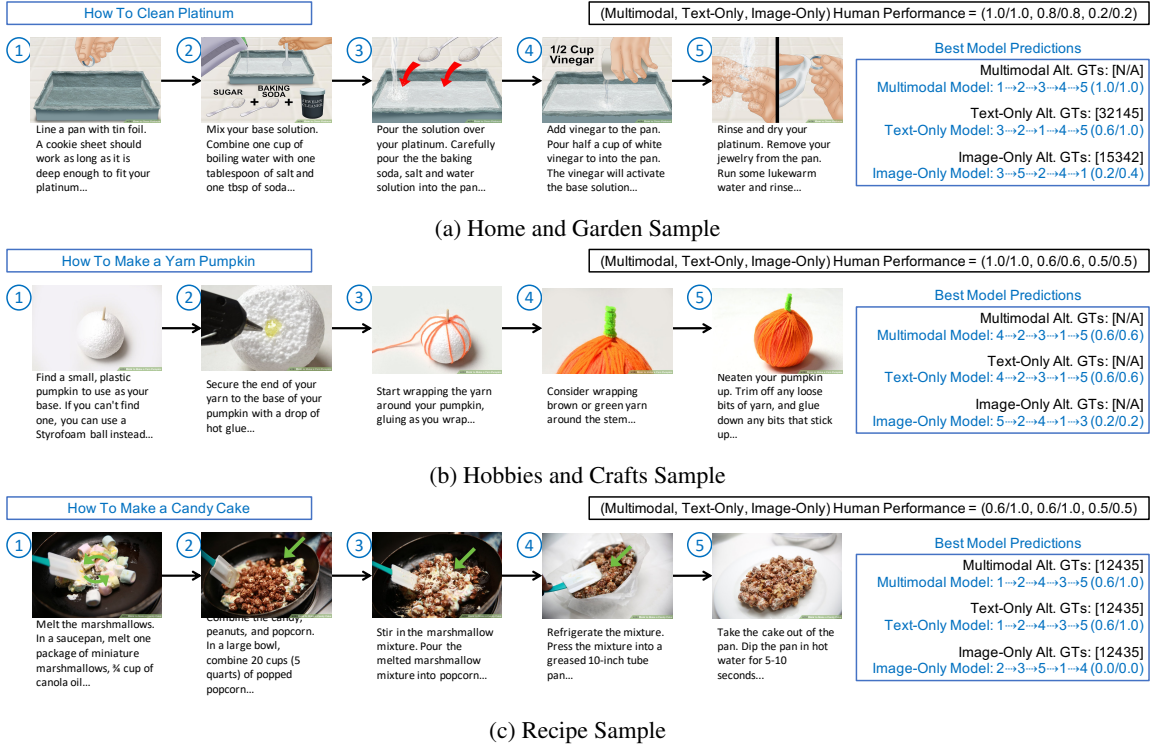 How To Clean Platinum
(Multimodal, Text-Only, Image-Only) Human Performance = (1.0/1.0, 0.8/0.8, 0.2/0.2)
1
2
3
4
5
SUGAR + BAKING SODA +
1/2 Cup
Vinegar
Line a pan with tin foil.
A cookie sheet should
work as long as it is
deep enough to fit your
platinum...
Mix your base solution.
Combine one cup of
boiling water with one
tablespoon of salt and
one tbsp of soda...
Pour the solution over
your platinum. Carefully
pour the the baking
soda, salt and water
solution into the pan...
Add vinegar to the pan.
Pour half a cup of white
vinegar to into the pan.
The vinegar will activate
the base solution...
Rinse and dry your
platinum. Remove your
jewelry from the pan.
Run some lukewarm
water and rinse...
Best Model Predictions
Multimodal Alt. GTs: [N/A]
Multimodal Model: 1⇢2⇢3⇢4⇢5 (1.0/1.0)
Text-Only Alt. GTs: [32145]
Text-Only Model: 3⇢2⇢1⇢4⇢5 (0.6/1.0)
Image-Only Alt. GTs: [15342]
Image-Only Model: 3⇢5⇢2⇢4⇢1 (0.2/0.4)
(a) Home and Garden Sample
How To Make a Yarn Pumpkin
(Multimodal, Text-Only, Image-Only) Human Performance = (1.0/1.0, 0.6/0.6, 0.5/0.5)
1
2
3
4
5
Find a small, plastic
pumpkin to use as your
base. If you can't find
one, you can use a
Styrofoam ball instead...
Secure the end of your
yarn to the base of your
pumpkin with a drop of
hot glue...
Start wrapping the yarn
around your pumpkin,
gluing as you wrap...
Consider wrapping
brown or green yarn
around the stem...
Neaten your pumpkin
up. Trim off any loose
bits of yarn, and glue
down any bits that stick
up...
Best Model Predictions
Multimodal Alt. GTs: [N/A]
Multimodal Model: 4⇢2⇢3⇢1⇢5 (0.6/0.6)
Text-Only Alt. GTs: [N/A]
Text-Only Model: 4⇢2⇢3⇢1⇢5 (0.6/0.6)
Image-Only Alt. GTs: [N/A]
Image-Only Model: 5⇢2⇢4⇢1⇢3 (0.2/0.2)
(b) Hobbies and Crafts Sample
How To Make a Candy Cake
(Multimodal, Text-Only, Image-Only) Human Performance = (0.6/1.0, 0.6/1.0, 0.5/0.5)
1
2
3
4
5
Melt the marshmallows.
In a saucepan, melt one
package of miniature
marshmallows, ¾ cup of
canola oil...
Combine the candy,
peanuts, and popcorn.
In a large bowl,
combine 20 cups (5
quarts) of popped
popcorn...
Stir in the marshmallow
mixture. Pour the
melted marshmallow
mixture into popcorn...
Refrigerate the mixture.
Press the mixture into a
greased 10-inch tube
pan...
Take the cake out of the
pan. Dip the pan in hot
water for 5-10
seconds...
Best Model Predictions
Multimodal Alt. GTs: [12435]
Multimodal Model: 1⇢2⇢4⇢3⇢5 (0.6/1.0)
Text-Only Alt. GTs: [12435]
Text-Only Model: 1⇢2⇢4⇢3⇢5 (0.6/1.0)
Image-Only Alt. GTs: [12435]
Image-Only Model: 2⇢3⇢5⇢1⇢4 (0.0/0.0)
(c) Recipe Sample